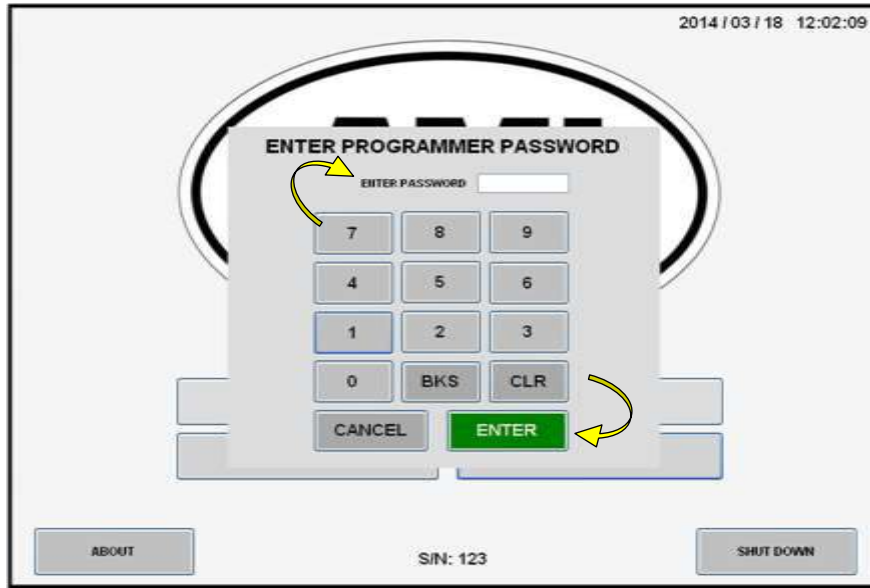 2014 / 03 / 18 12:02:09
ENTER PROGRAMMER PASSWORD
ENTER PASSWORD
7 8 9
4 5 6
1 2 3
0 BKS CLR
CANCEL ENTER
ABOUT S/N: 123 SHUT DOWN